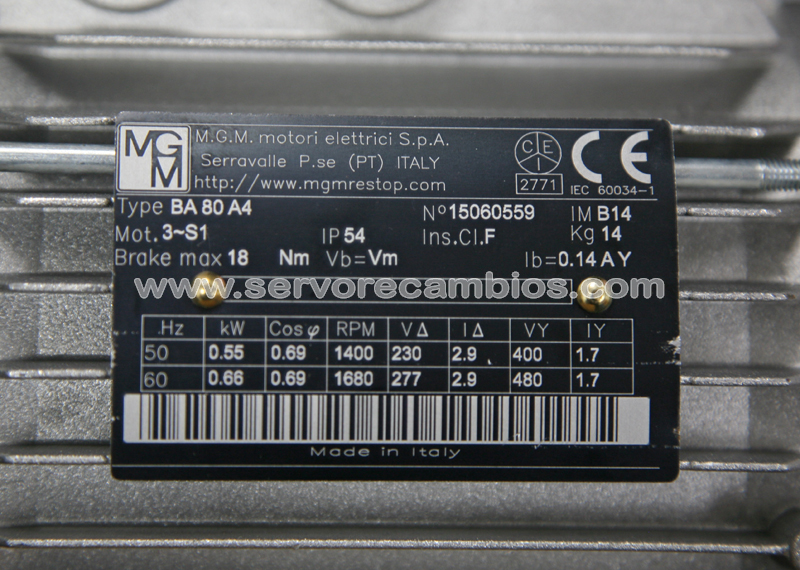 MGM
M.G.M. motori elettrici S.p.A.
Serravalle P.se (PT) ITALY
http://www.mgmrestop.com
CEI
2771
CE
IEC 60034-1
Type BA 80 A4 Nº15060559 IM B14
Mot. 3~S1 IP 54 Ins.Cl.F Kg 14
Brake max 18 Nm Vb=Vm Ib=0.14 A Y
www.servorecambios.com
Hz kW Cos φ RPM V Δ I Δ VY IY
50 0.55 0.69 1400 230 2.9 400 1.7
60 0.66 0.69 1680 277 2.9 480 1.7
Made in Italy